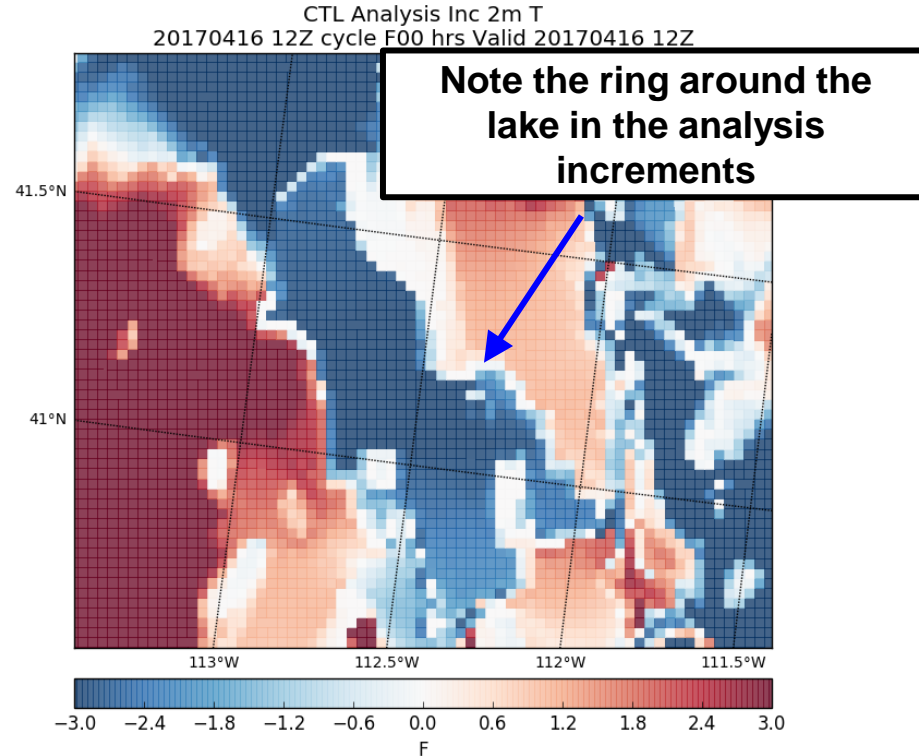 CTL Analysis Inc 2m T
20170416 12Z cycle F00 hrs Valid 20170416 12Z
Note the ring around the
lake in the analysis
increments
41.5°N
41°N
113°W 112.5°W 112°W 111.5°W
−3.0 −2.4 −1.8 −1.2 −0.6 0.0 0.6 1.2 1.8 2.4 3.0
F